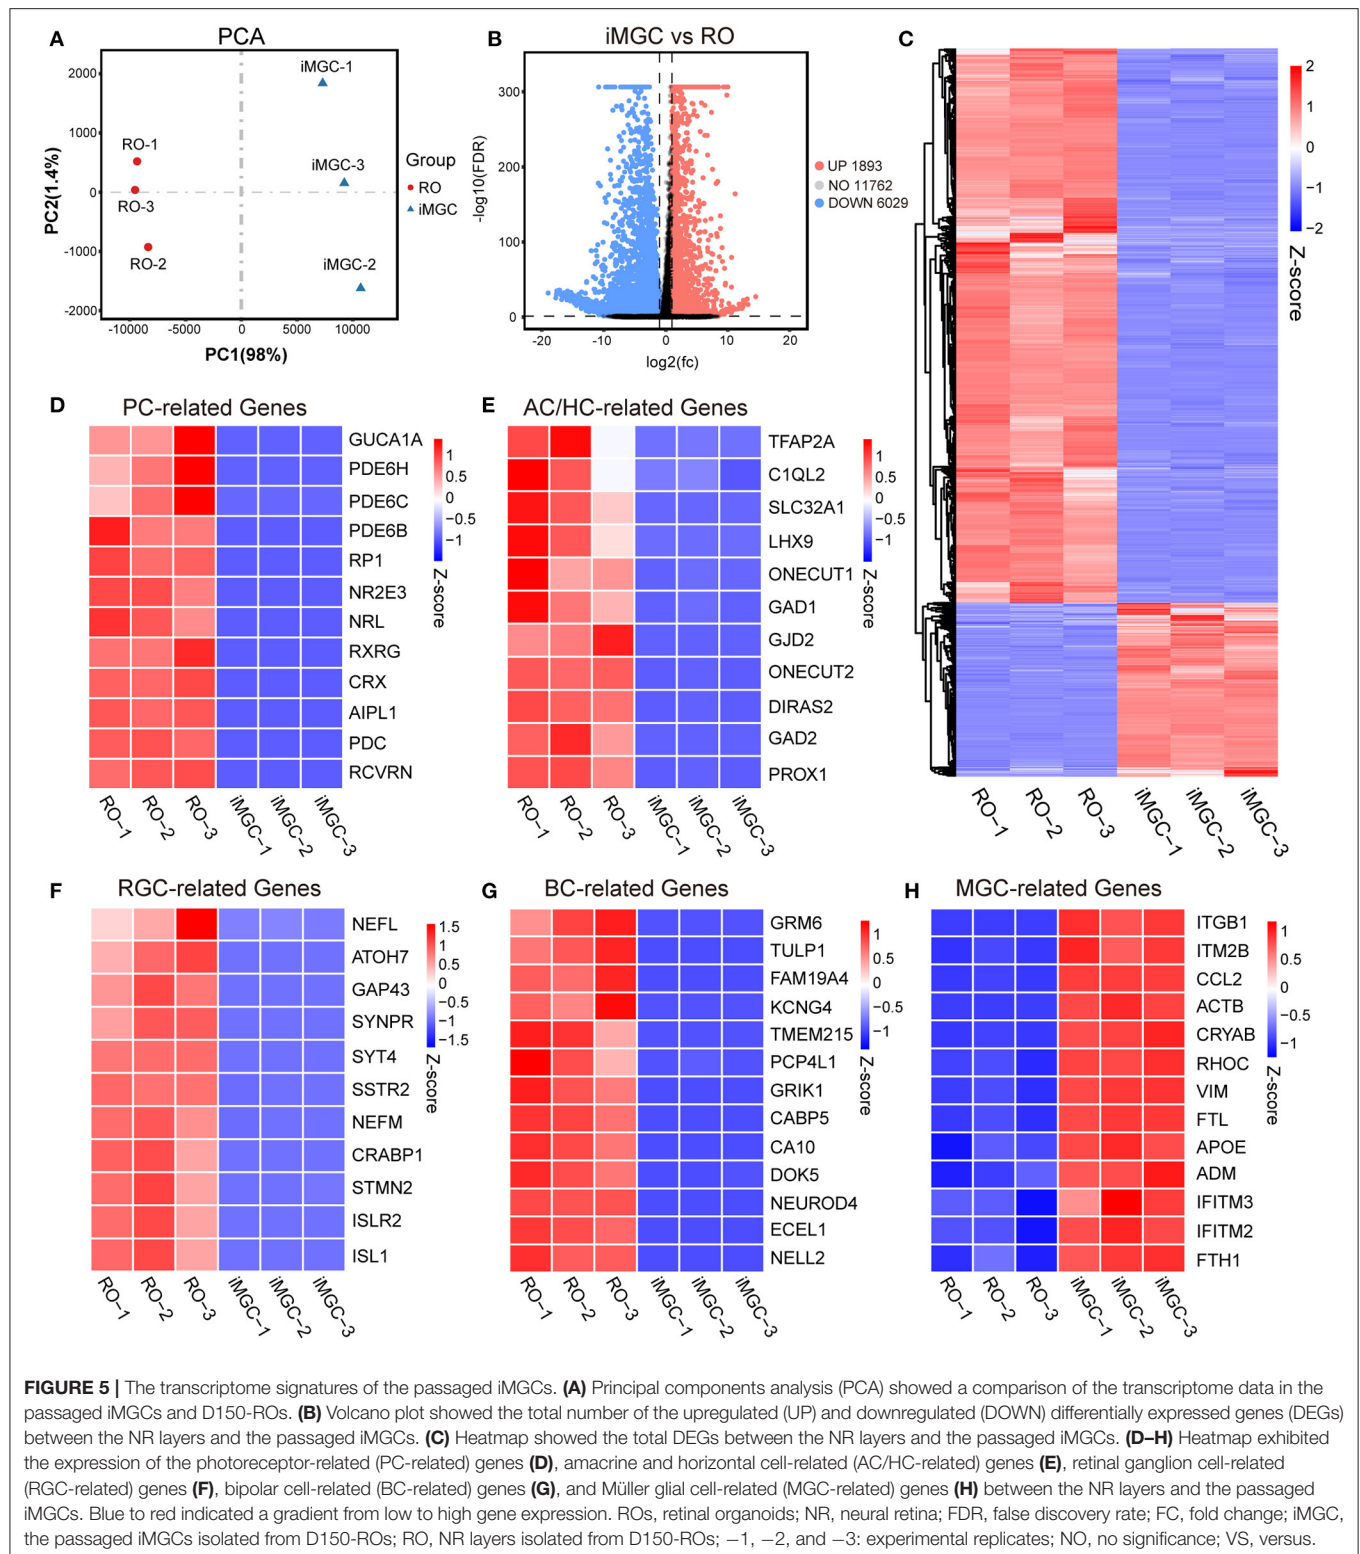 A
PCA
iMGC-1
2000
1000
RO-1
iMGC-3
0
RO-3
-1000
RO-2
iMGC-2
-2000
-10000 -5000 0 5000 10000
PC1(98%)
PC2(1.4%)
Group
RO
iMGC
B
iMGC vs RO
300
200
100
0
-log10(FDR)
-20 -10 0 10 20
log2(fc)
UP 1893
NO 11762
DOWN 6029
C
2
1
0
−1
−2
Z-score
RO−1 RO−2 RO−3 iMGC−1 iMGC−2 iMGC−3
D
PC-related Genes
GUCA1A
PDE6H
PDE6C
PDE6B
RP1
NR2E3
NRL
RXRG
CRX
AIPL1
PDC
RCVRN
1
0.5
0
−0.5
−1
Z-score
RO−1 RO−2 RO−3 iMGC−1 iMGC−2 iMGC−3
E
AC/HC-related Genes
TFAP2A
C1QL2
SLC32A1
LHX9
ONECUT1
GAD1
GJD2
ONECUT2
DIRAS2
GAD2
PROX1
1
0.5
0
−0.5
−1
Z-score
RO−1 RO−2 RO−3 iMGC−1 iMGC−2 iMGC−3
F
RGC-related Genes
NEFL
ATOH7
GAP43
SYNPR
SYT4
SSTR2
NEFM
CRABP1
STMN2
ISLR2
ISL1
1.5
1
0.5
0
−0.5
−1
−1.5
Z-score
RO−1 RO−2 RO−3 iMGC−1 iMGC−2 iMGC−3
G
BC-related Genes
GRM6
TULP1
FAM19A4
KCNG4
TMEM215
PCP4L1
GRIK1
CABP5
CA10
DOK5
NEUROD4
ECEL1
NELL2
1
0.5
0
−0.5
−1
Z-score
RO−1 RO−2 RO−3 iMGC−1 iMGC−2 iMGC−3
H
MGC-related Genes
ITGB1
ITM2B
CCL2
ACTB
CRYAB
RHOC
VIM
FTL
APOE
ADM
IFITM3
IFITM2
FTH1
1
0.5
0
−0.5
−1
Z-score
RO−1 RO−2 RO−3 iMGC−1 iMGC−2 iMGC−3
FIGURE 5 | The transcriptome signatures of the passaged iMGCs. (A) Principal components analysis (PCA) showed a comparison of the transcriptome data in the
passaged iMGCs and D150-ROs. (B) Volcano plot showed the total number of the upregulated (UP) and downregulated (DOWN) differentially expressed genes (DEGs)
between the NR layers and the passaged iMGCs. (C) Heatmap showed the total DEGs between the NR layers and the passaged iMGCs. (D–H) Heatmap exhibited
the expression of the photoreceptor-related (PC-related) genes (D), amacrine and horizontal cell-related (AC/HC-related) genes (E), retinal ganglion cell-related
(RGC-related) genes (F), bipolar cell-related (BC-related) genes (G), and Müller glial cell-related (MGC-related) genes (H) between the NR layers and the passaged
iMGCs. Blue to red indicated a gradient from low to high gene expression. ROs, retinal organoids; NR, neural retina; FDR, false discovery rate; FC, fold change; iMGC,
the passaged iMGCs isolated from D150-ROs; RO, NR layers isolated from D150-ROs; −1, −2, and −3: experimental replicates; NO, no significance; VS, versus.